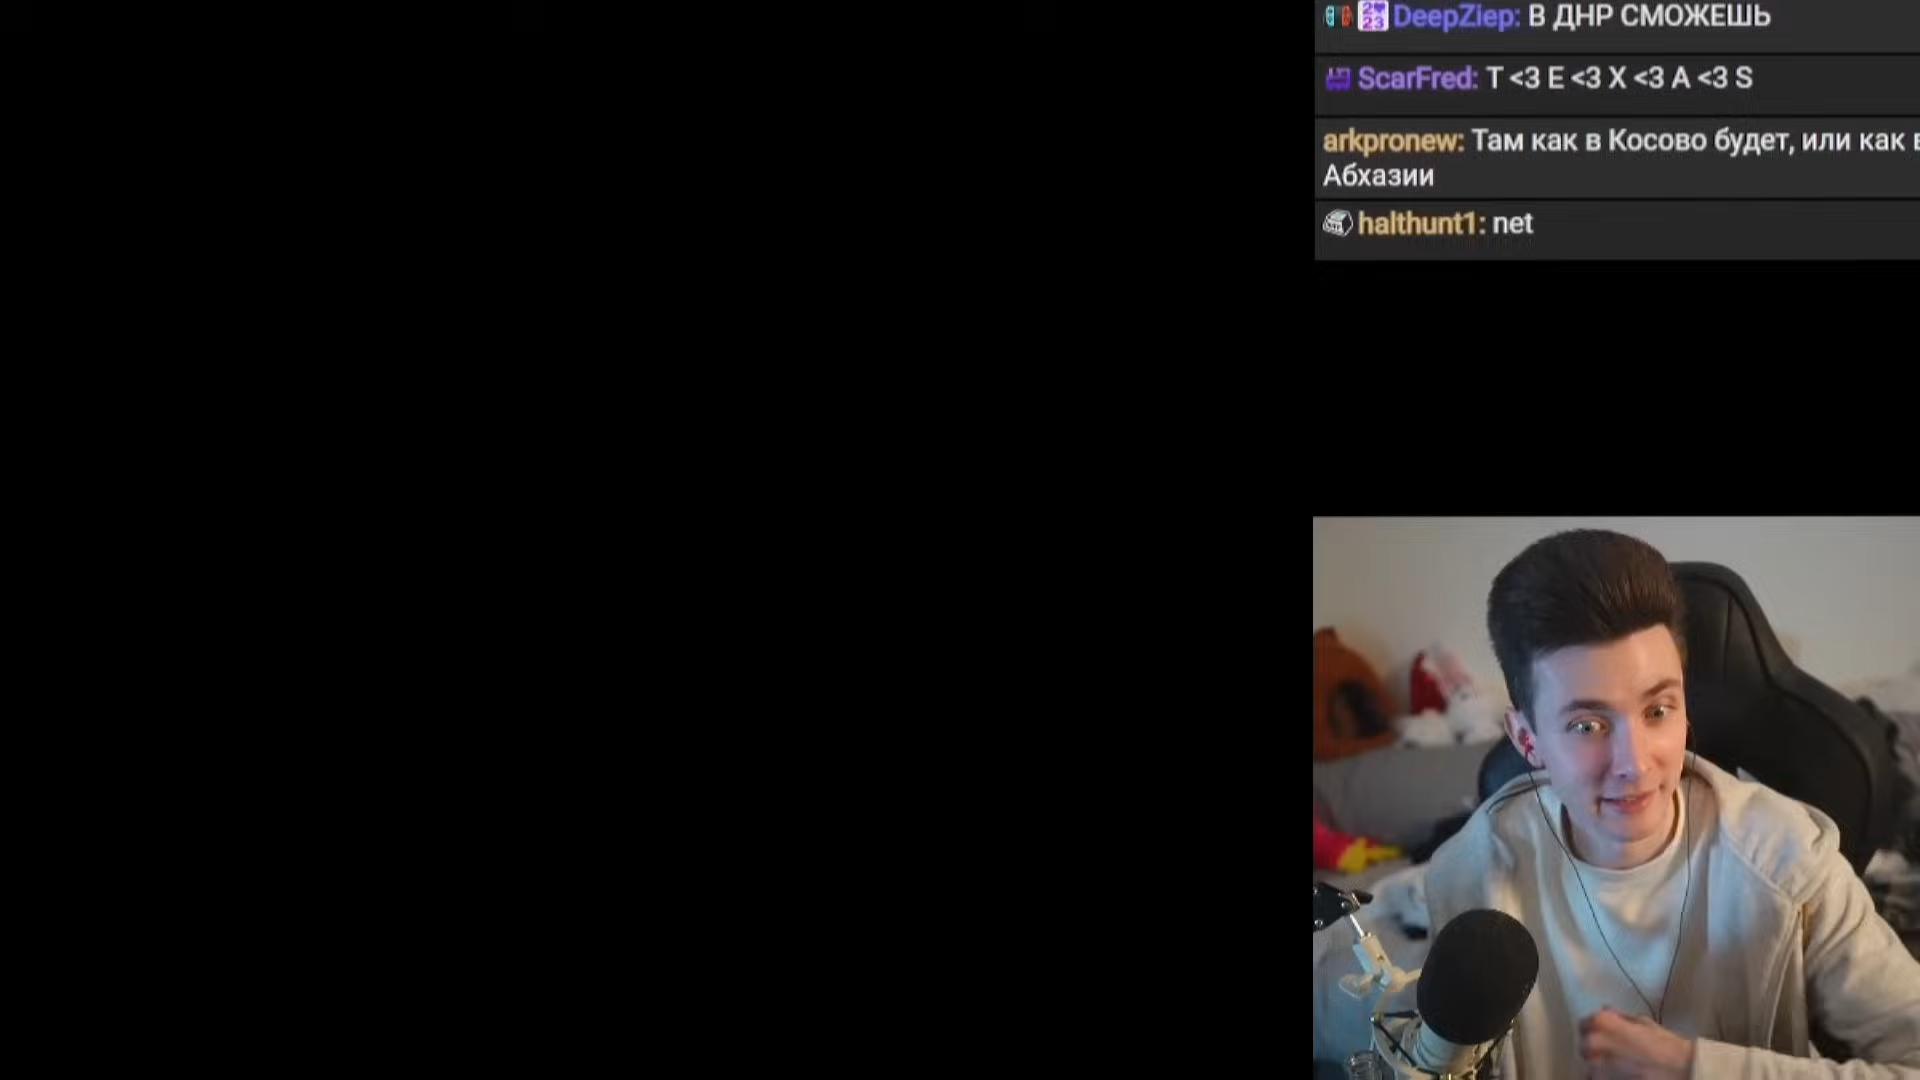 DeepZiep: В ДНР СМОЖЕШЬ
ScarFred: T <3 E <3 X <3 A <3 S
arkpronew: Там как в Косово будет, или как в
Абхазии
halthunt1: net